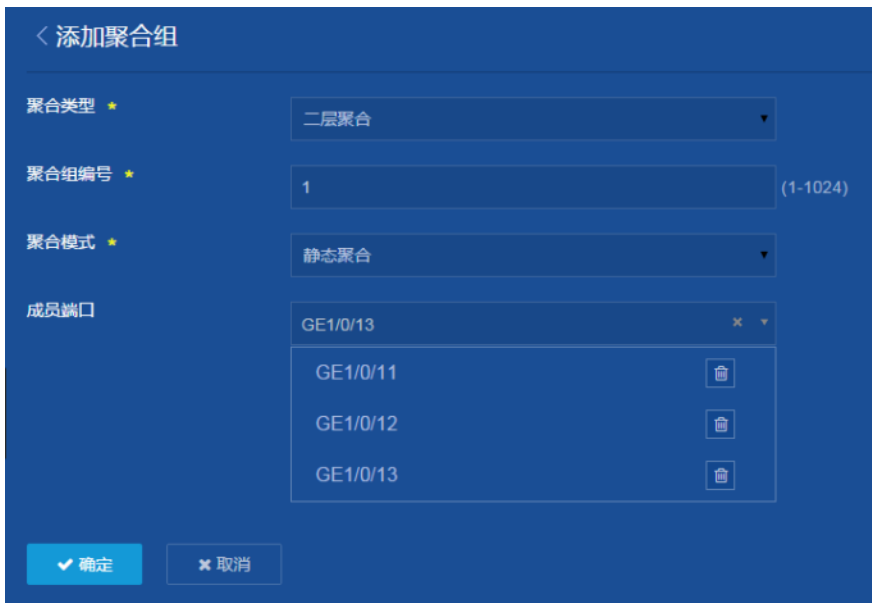 添加聚合组
聚合类型 *
二层聚合
聚合组编号 *
1
(1-1024)
聚合模式 *
静态聚合
成员端口
GE1/0/13
GE1/0/11
GE1/0/12
GE1/0/13
确定
取消